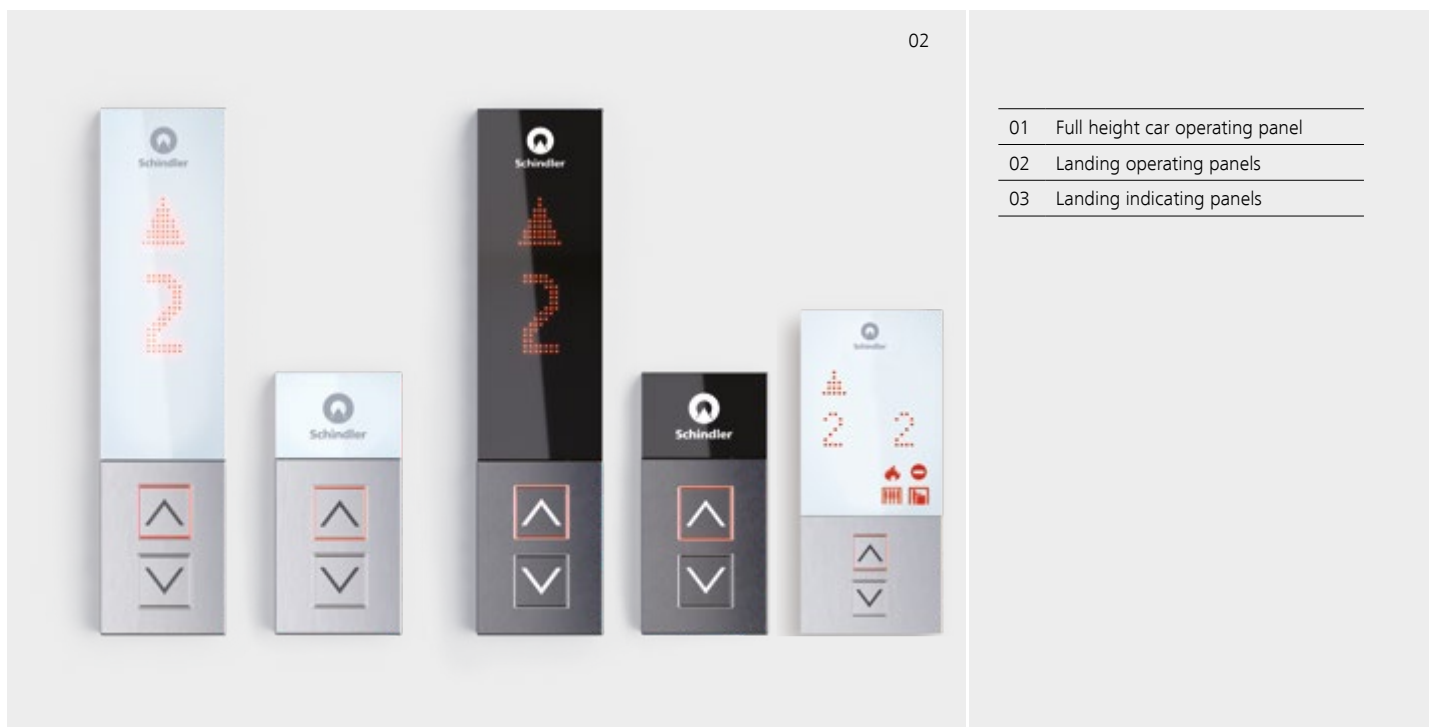 02
Schindler
2
Schindler
Schindler
2
Schindler
Schindler
2 2
01 Full height car operating panel
02 Landing operating panels
03 Landing indicating panels